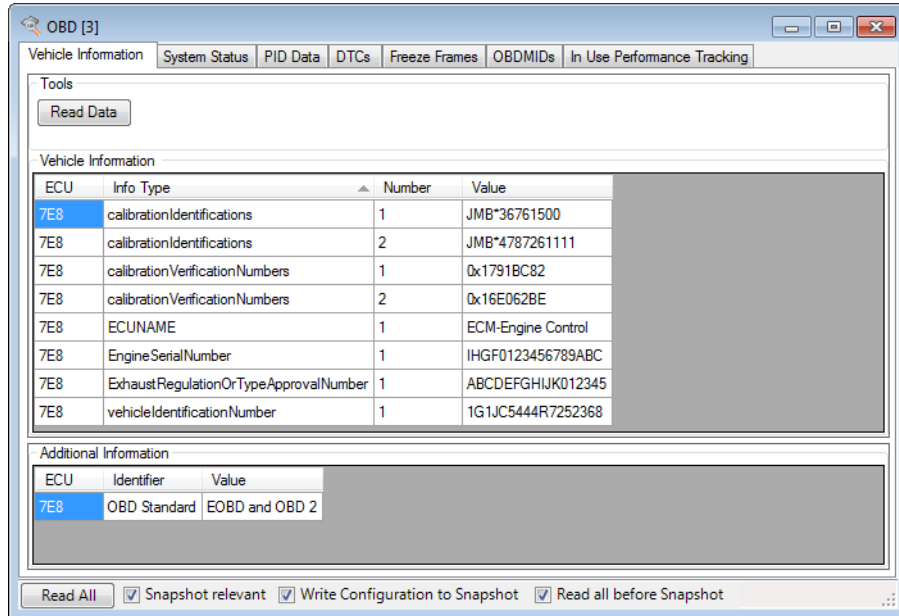 OBD [3]
Vehicle Information System Status PID Data DTCs Freeze Frames OBDMIDs In Use Performance Tracking
Tools
Read Data
Vehicle Information
ECU Info Type Number Value
7E8 calibrationIdentifications 1 JMB*36761500
7E8 calibrationIdentifications 2 JMB*4787261111
7E8 calibrationVerificationNumbers 1 0x1791BC82
7E8 calibrationVerificationNumbers 2 0x16E062BE
7E8 ECUNAME 1 ECM-Engine Control
7E8 EngineSerialNumber 1 IHGF0123456789ABC
7E8 ExhaustRegulationOrTypeApprovalNumber 1 ABCDEFGHIJK012345
7E8 vehicleIdentificationNumber 1 1G1JC5444R7252368
Additional Information
ECU Identifier Value
7E8 OBD Standard EOBD and OBD 2
Read All Snapshot relevant Write Configuration to Snapshot Read all before Snapshot